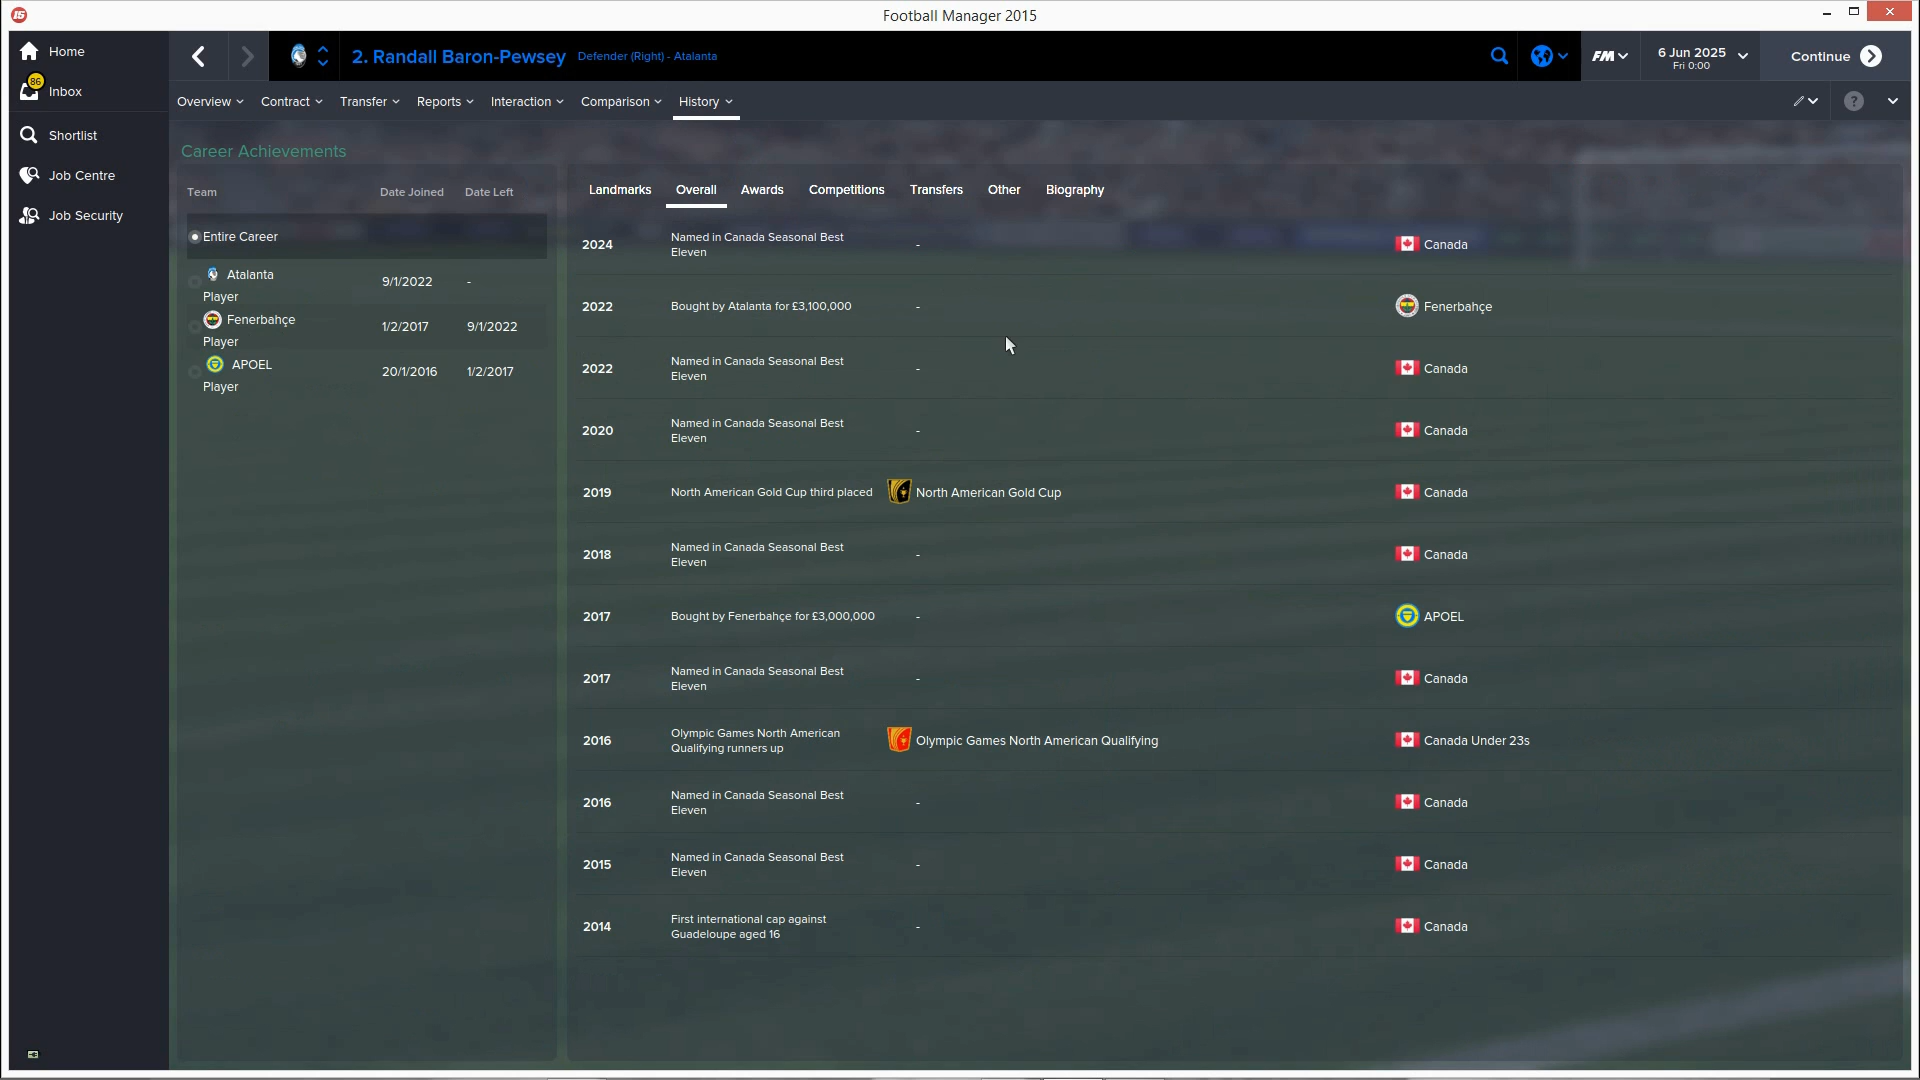 Football Manager 2015
Home
86
Inbox
Shortlist
Job Centre
Job Security
2. Randall Baron-Pewsey Defender (Right) - Atalanta
FM
6 Jun 2025
Fri 0:00
Continue
Overview Contract Transfer Reports Interaction Comparison History
?
Career Achievements
Team Date Joined Date Left
Entire Career
Atalanta
Player
9/1/2022 -
Fenerbahçe
Player
1/2/2017 9/1/2022
APOEL
Player
20/1/2016 1/2/2017
Landmarks Overall Awards Competitions Transfers Other Biography
2024 Named in Canada Seasonal Best
Eleven
- Canada
2022 Bought by Atalanta for £3,100,000 - Fenerbahçe
2022 Named in Canada Seasonal Best
Eleven
- Canada
2020 Named in Canada Seasonal Best
Eleven
- Canada
2019 North American Gold Cup third placed North American Gold Cup Canada
2018 Named in Canada Seasonal Best
Eleven
- Canada
2017 Bought by Fenerbahçe for £3,000,000 - APOEL
2017 Named in Canada Seasonal Best
Eleven
- Canada
2016 Olympic Games North American
Qualifying runners up
Olympic Games North American Qualifying Canada Under 23s
2016 Named in Canada Seasonal Best
Eleven
- Canada
2015 Named in Canada Seasonal Best
Eleven
- Canada
2014 First international cap against
Guadeloupe aged 16
- Canada